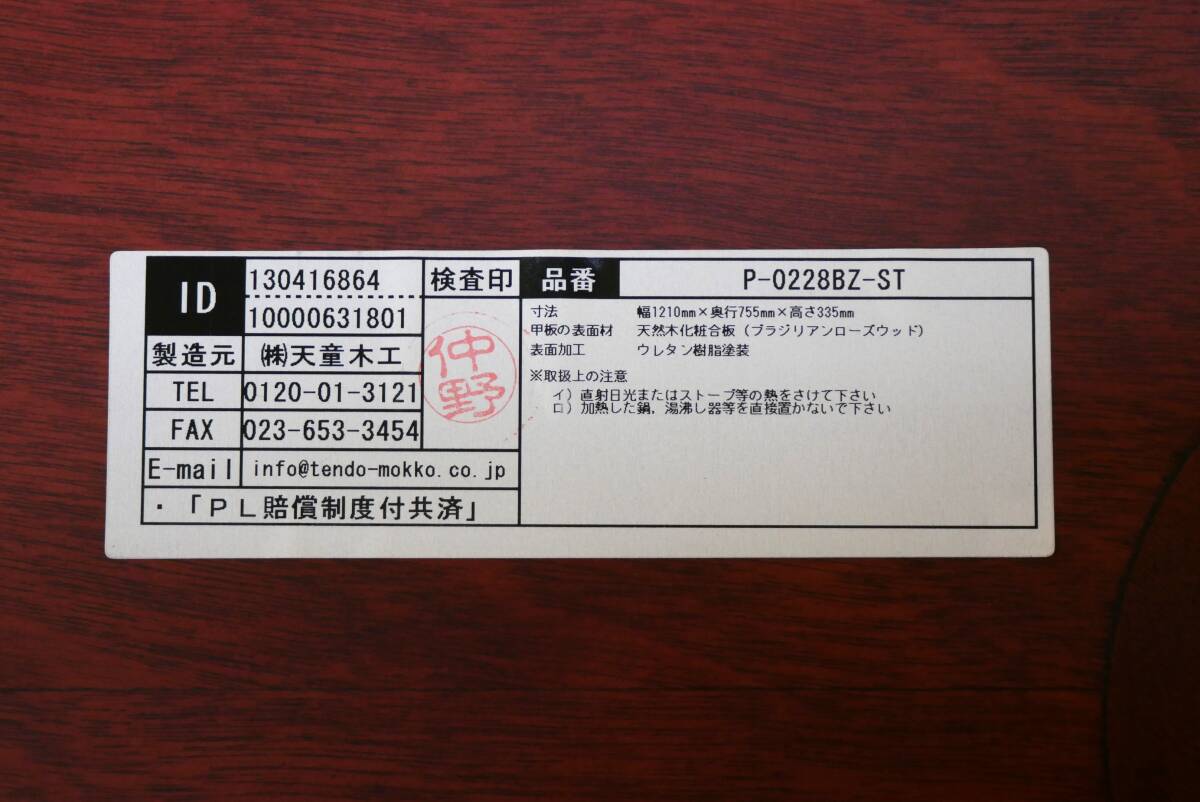 ID 130416864
10000631801
検査印
製造元 ㈱天童木工
仲野
TEL 0120-01-3121
FAX 023-653-3454
E-mail info@tendo-mokko.co.jp
・「ＰＬ賠償制度付共済」
品番 P-0228BZ-ST
寸法 幅1210mm×奥行755mm×高さ335mm
甲板の表面材 天然木化粧合板（ブラジリアンローズウッド）
表面加工 ウレタン樹脂塗装
※取扱上の注意
イ）直射日光またはストーブ等の熱をさけて下さい
ロ）加熱した鍋，湯沸し器等を直接置かないで下さい